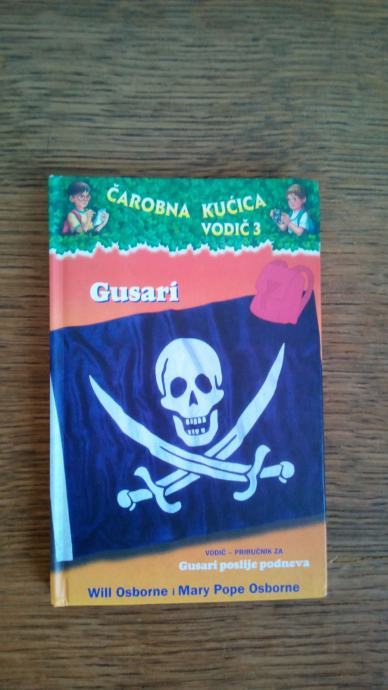 ČAROBNA KUĆICA
VODIČ 3
Gusari
VODIČ – PRIRUČNIK ZA
Gusari poslije podneva
Will Osborne i Mary Pope Osborne